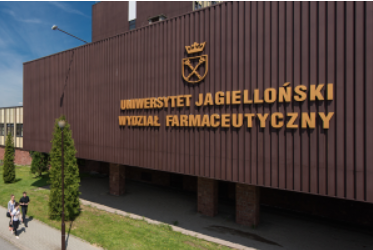 UNIWERSYTET JAGIELLOŃSKI
WYDZIAŁ FARMACEUTYCZNY